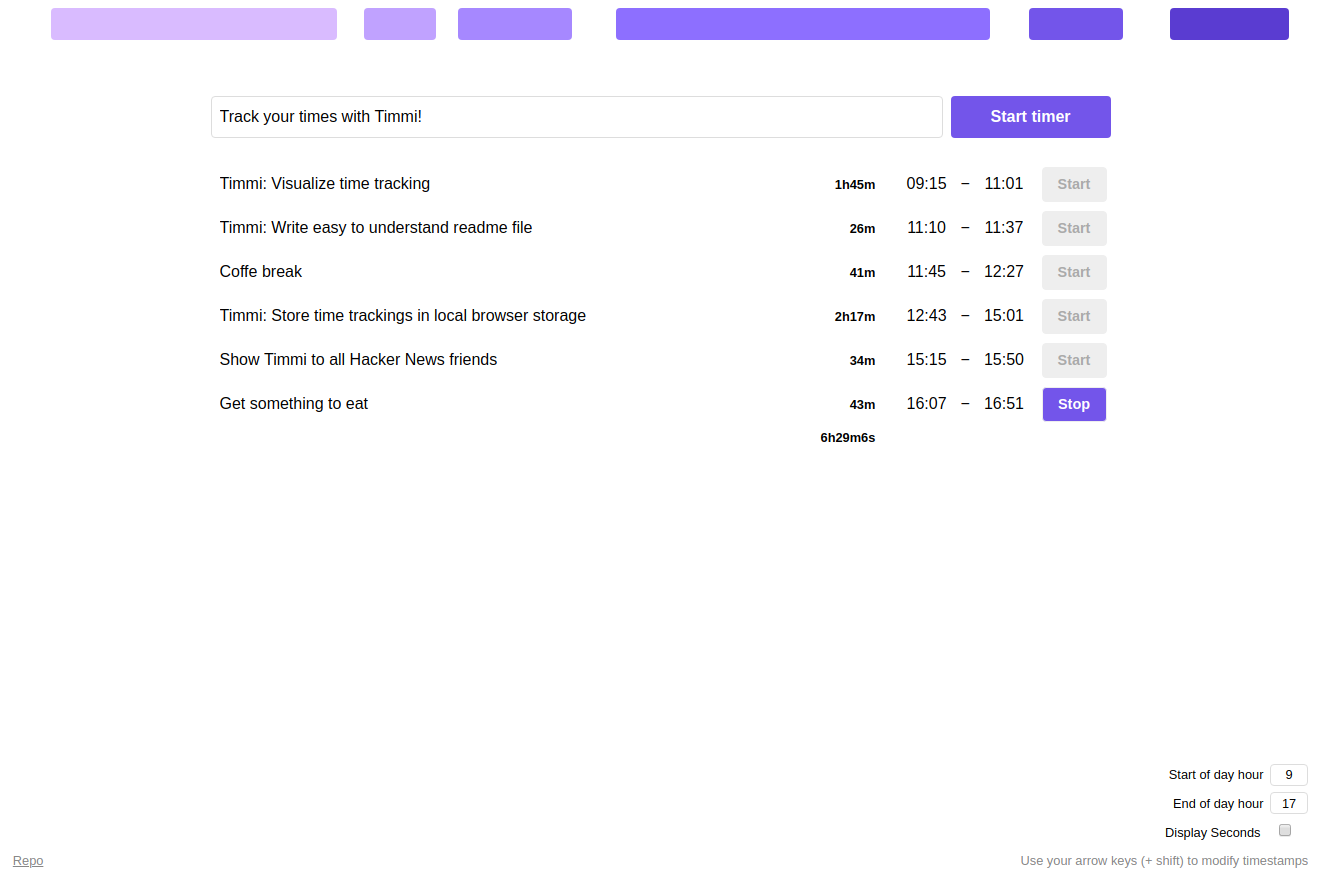 Track your times with Timmi! Start timer
Timmi: Visualize time tracking 1h45m 09:15 – 11:01 Start
Timmi: Write easy to understand readme file 26m 11:10 – 11:37 Start
Coffe break 41m 11:45 – 12:27 Start
Timmi: Store time trackings in local browser storage 2h17m 12:43 – 15:01 Start
Show Timmi to all Hacker News friends 34m 15:15 – 15:50 Start
Get something to eat 43m 16:07 – 16:51 Stop
6h29m6s
Start of day hour 9
End of day hour 17
Display Seconds
Repo Use your arrow keys (+ shift) to modify timestamps